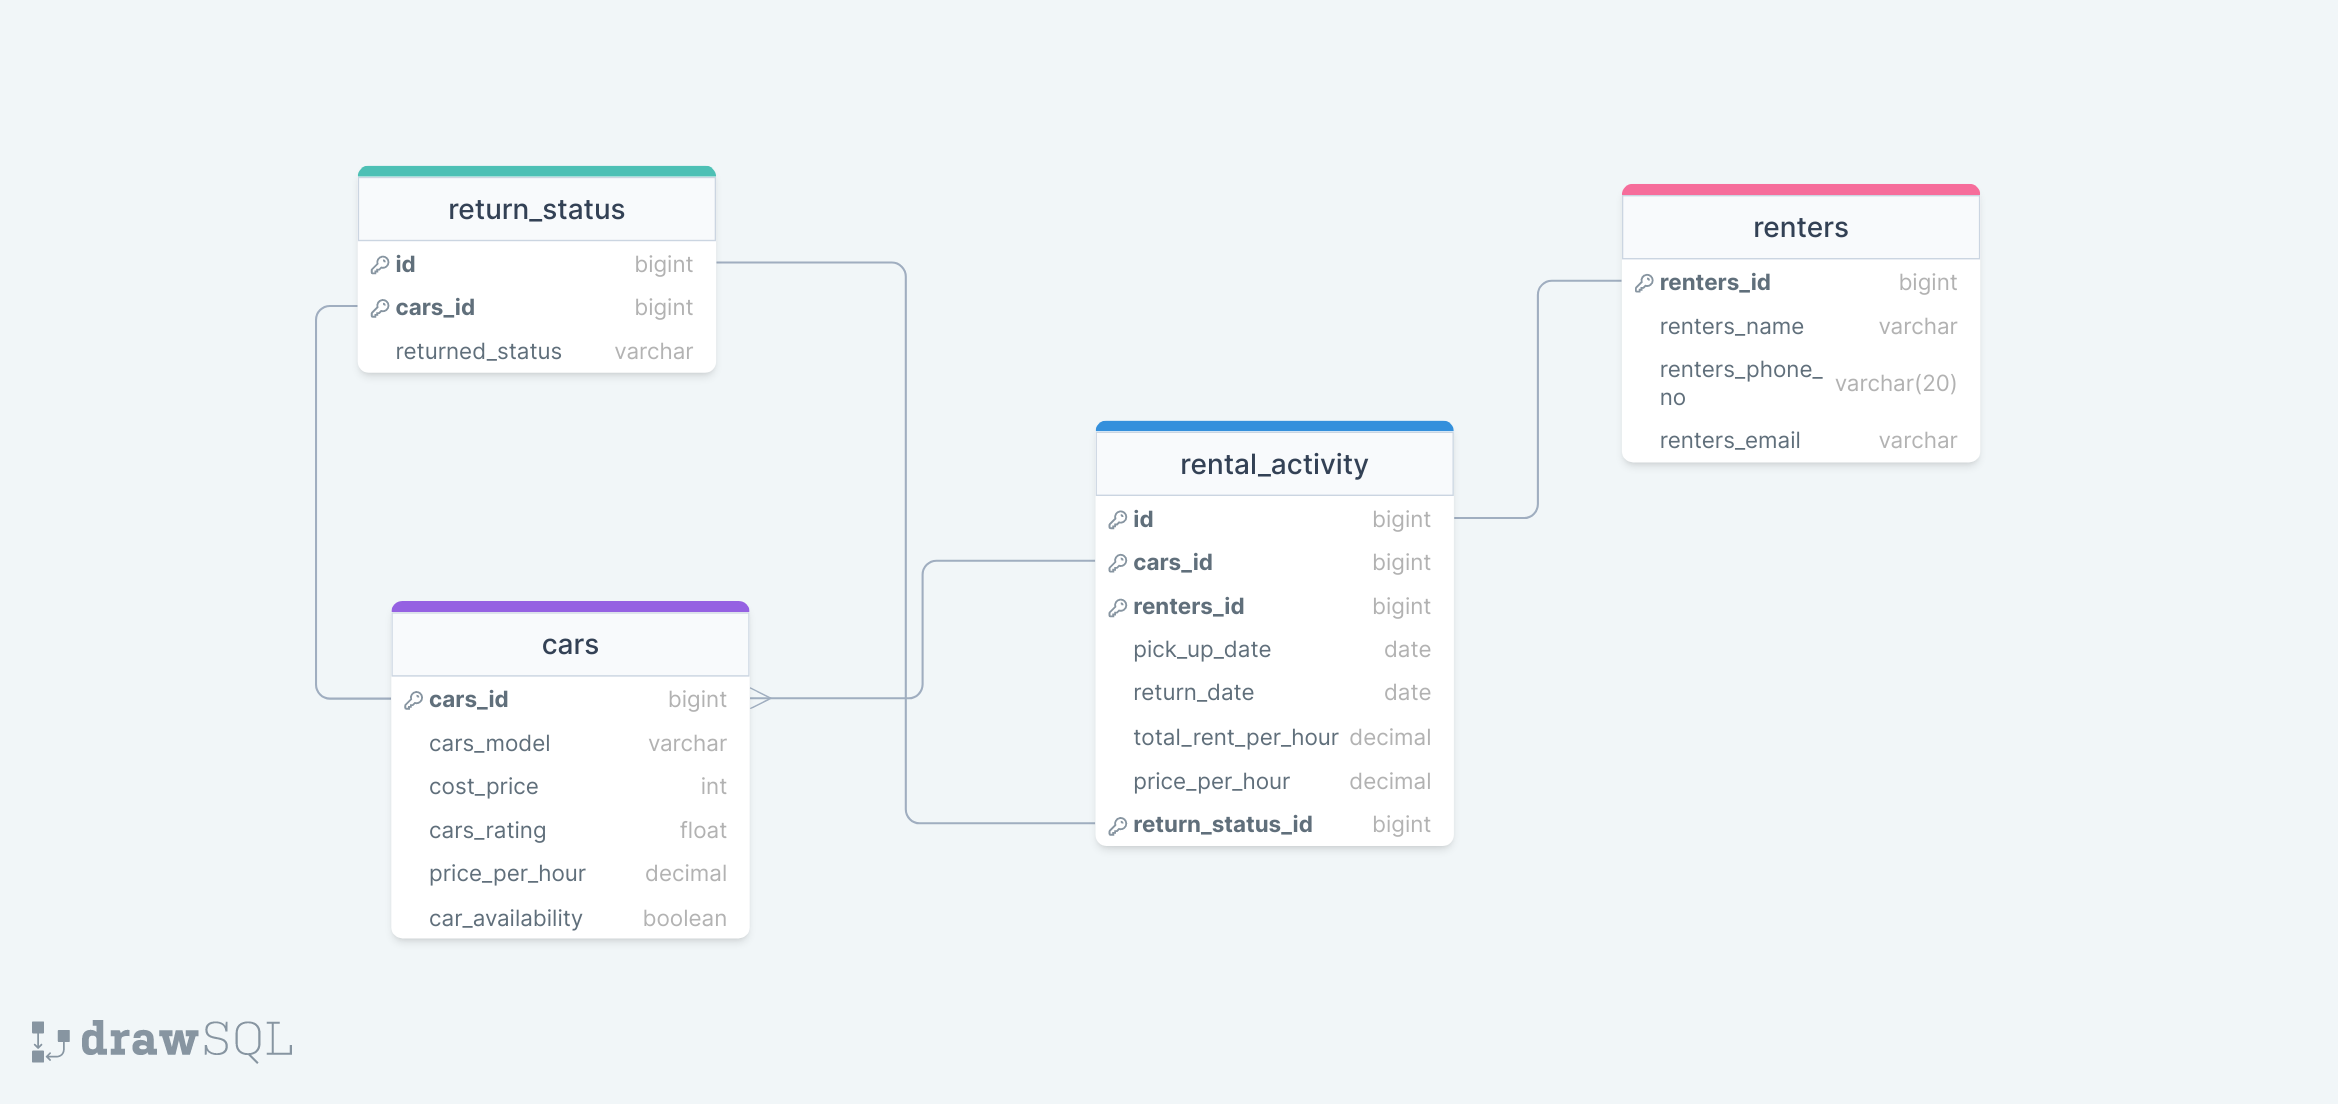 return_status
id bigint
cars_id bigint
returned_status varchar
renters
renters_id bigint
renters_name varchar
renters_phone_
no varchar(20)
renters_email varchar
rental_activity
id bigint
cars_id bigint
renters_id bigint
pick_up_date date
return_date date
total_rent_per_hour decimal
price_per_hour decimal
return_status_id bigint
cars
cars_id bigint
cars_model varchar
cost_price int
cars_rating float
price_per_hour decimal
car_availability boolean
drawSQL